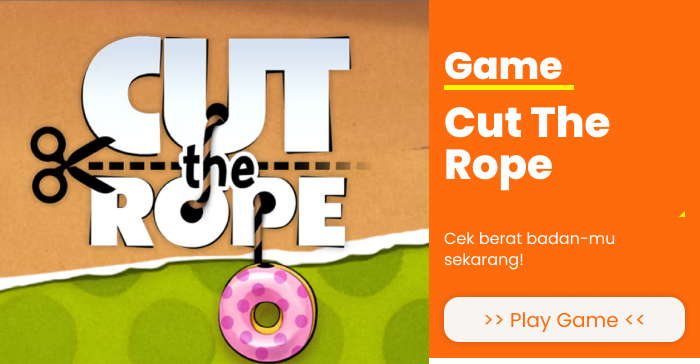 CUT
the
ROPE
Game
Cut The
Rope
Cek berat badan-mu
sekarang!
>> Play Game <<